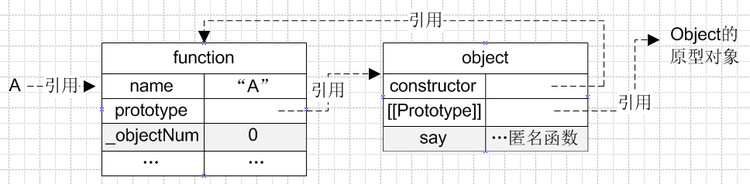 引用
Object的
原型对象
function
object
A
引用
name
“A”
引用
constructor
prototype
[[Prototype]]
引用
_objectNum
0
say
…匿名函数
…
…